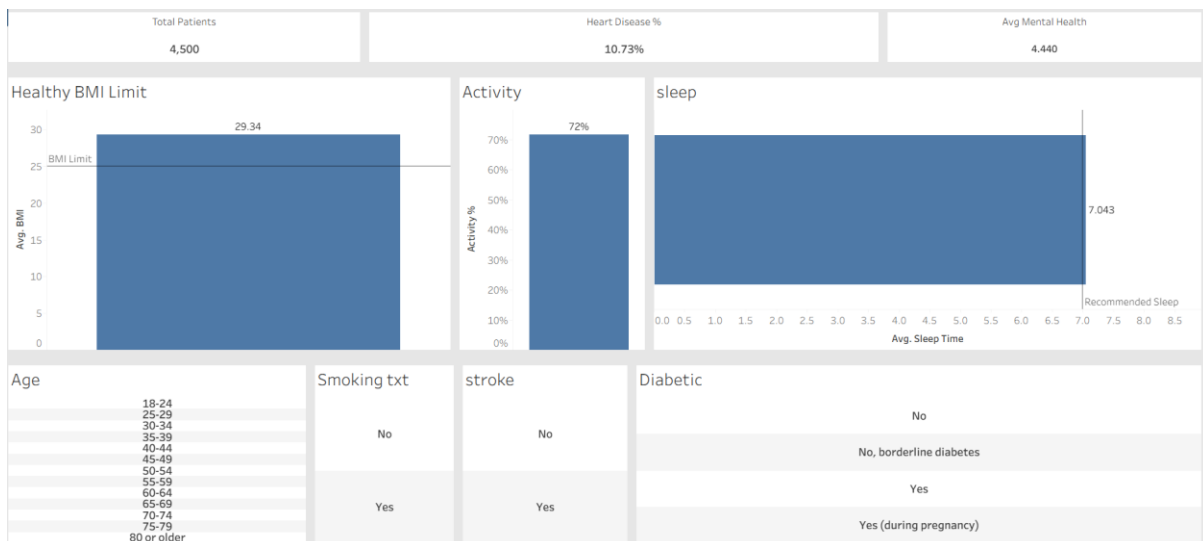 Total Patients
4,500
Heart Disease %
10.73%
Avg Mental Health
4.440
Healthy BMI Limit
29.34
30
BMI Limit
25
20
15
10
5
0
Avg. BMI
Activity
72%
70%
60%
50%
40%
30%
20%
10%
0%
Activity %
sleep
7.043
Recommended Sleep
0.0 0.5 1.0 1.5 2.0 2.5 3.0 3.5 4.0 4.5 5.0 5.5 6.0 6.5 7.0 7.5 8.0 8.5
Avg. Sleep Time
Age
18-24
25-29
30-34
35-39
40-44
45-49
50-54
55-59
60-64
65-69
70-74
75-79
80 or older
Smoking txt
No
Yes
stroke
No
Yes
Diabetic
No
No, borderline diabetes
Yes
Yes (during pregnancy)